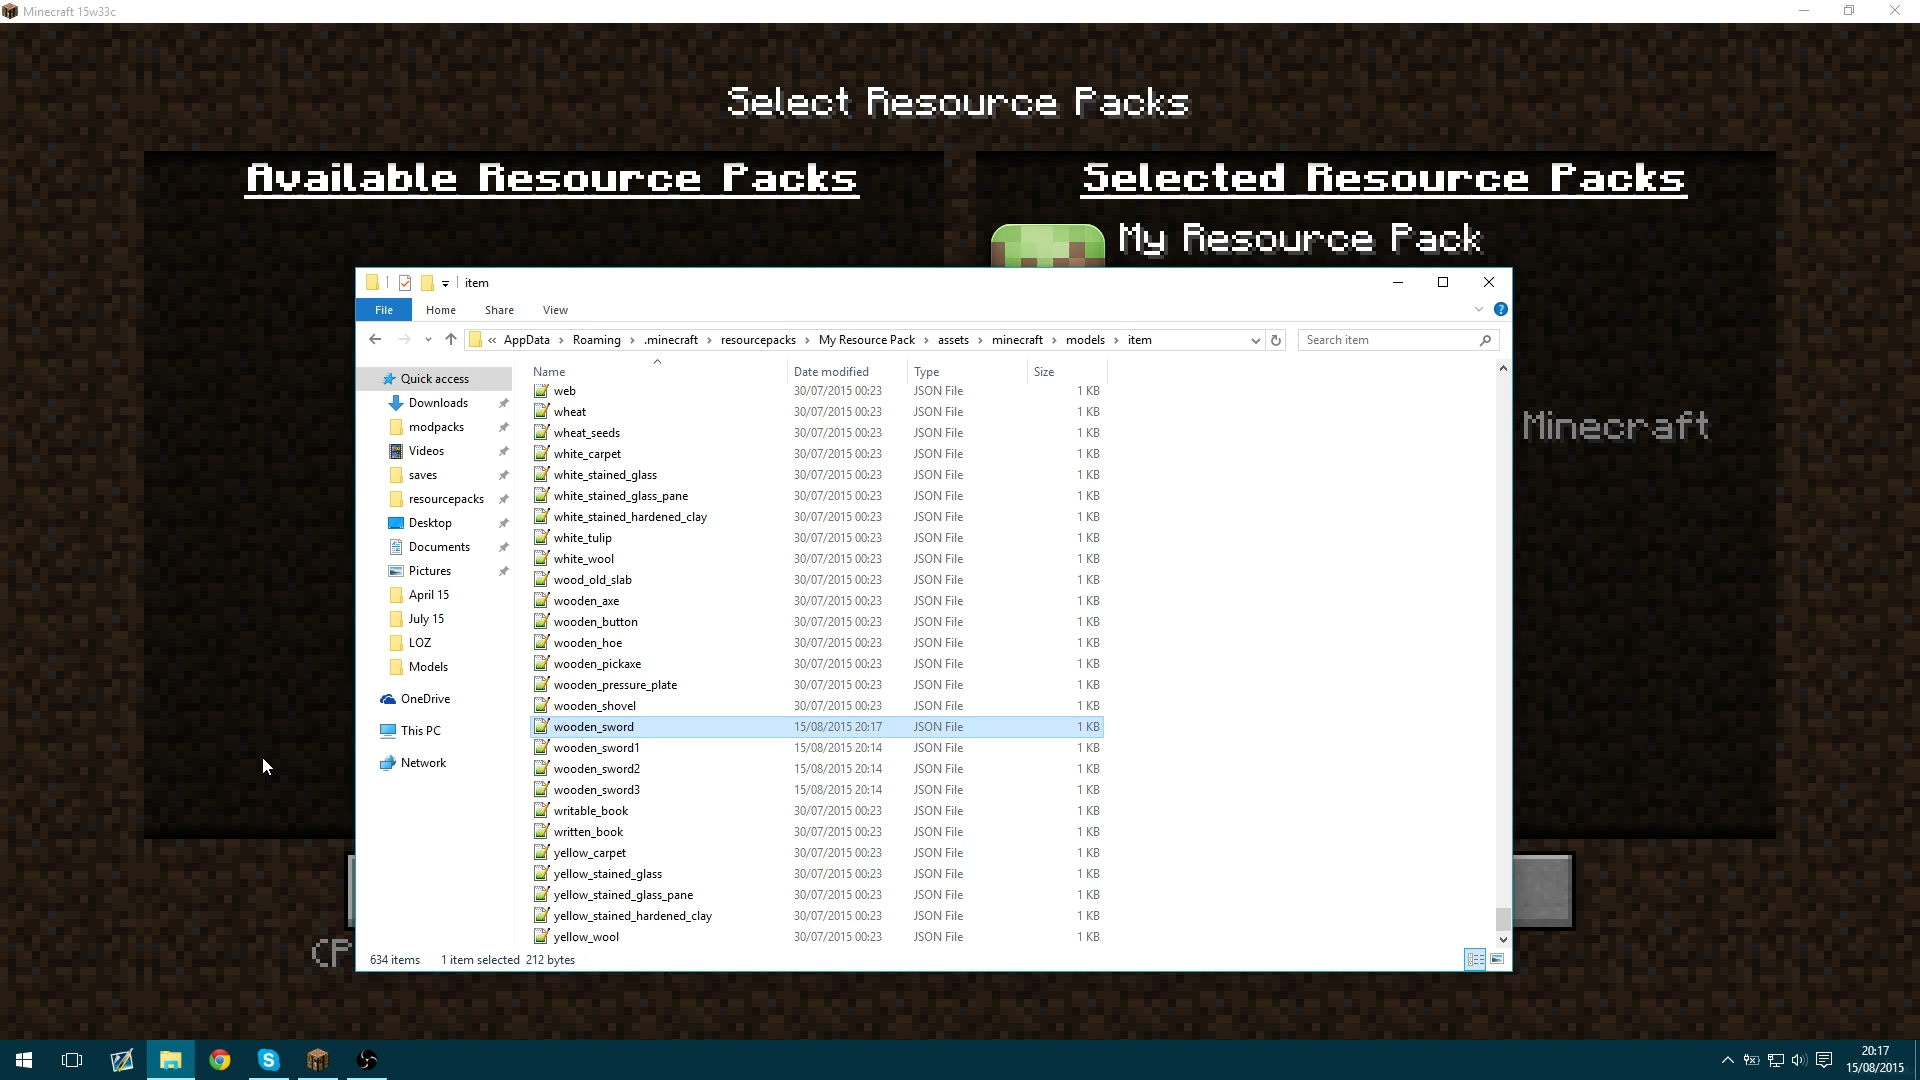 Minecraft 15w33c
Select Resource Packs
Available Resource Packs
Selected Resource Packs
My Resource Pack
Minecraft
item
File Home Share View
« AppData › Roaming › .minecraft › resourcepacks › My Resource Pack › assets › minecraft › models › item
Search item
Name Date modified Type Size
Quick access
Downloads
modpacks
Videos
saves
resourcepacks
Desktop
Documents
Pictures
April 15
July 15
LOZ
Models
OneDrive
This PC
Network
web 30/07/2015 00:23 JSON File 1 KB
wheat 30/07/2015 00:23 JSON File 1 KB
wheat_seeds 30/07/2015 00:23 JSON File 1 KB
white_carpet 30/07/2015 00:23 JSON File 1 KB
white_stained_glass 30/07/2015 00:23 JSON File 1 KB
white_stained_glass_pane 30/07/2015 00:23 JSON File 1 KB
white_stained_hardened_clay 30/07/2015 00:23 JSON File 1 KB
white_tulip 30/07/2015 00:23 JSON File 1 KB
white_wool 30/07/2015 00:23 JSON File 1 KB
wood_old_slab 30/07/2015 00:23 JSON File 1 KB
wooden_axe 30/07/2015 00:23 JSON File 1 KB
wooden_button 30/07/2015 00:23 JSON File 1 KB
wooden_hoe 30/07/2015 00:23 JSON File 1 KB
wooden_pickaxe 30/07/2015 00:23 JSON File 1 KB
wooden_pressure_plate 30/07/2015 00:23 JSON File 1 KB
wooden_shovel 30/07/2015 00:23 JSON File 1 KB
wooden_sword 15/08/2015 20:17 JSON File 1 KB
wooden_sword1 15/08/2015 20:14 JSON File 1 KB
wooden_sword2 15/08/2015 20:14 JSON File 1 KB
wooden_sword3 15/08/2015 20:14 JSON File 1 KB
writable_book 30/07/2015 00:23 JSON File 1 KB
written_book 30/07/2015 00:23 JSON File 1 KB
yellow_carpet 30/07/2015 00:23 JSON File 1 KB
yellow_stained_glass 30/07/2015 00:23 JSON File 1 KB
yellow_stained_glass_pane 30/07/2015 00:23 JSON File 1 KB
yellow_stained_hardened_clay 30/07/2015 00:23 JSON File 1 KB
yellow_wool 30/07/2015 00:23 JSON File 1 KB
634 items 1 item selected 212 bytes
20:17
15/08/2015